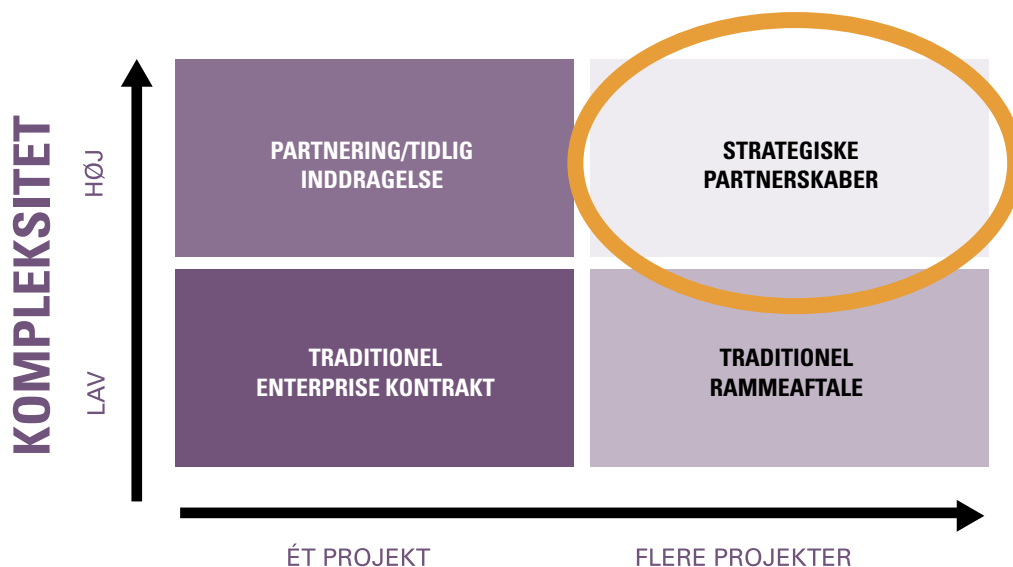 KOMPLEKSITET
HØJ
LAV
PARTNERING/TIDLIG
INDDRAGELSE
STRATEGISKE
PARTNERSKABER
TRADITIONEL
ENTERPRISE KONTRAKT
TRADITIONEL
RAMMEAFTALE
ÉT PROJEKT
FLERE PROJEKTER